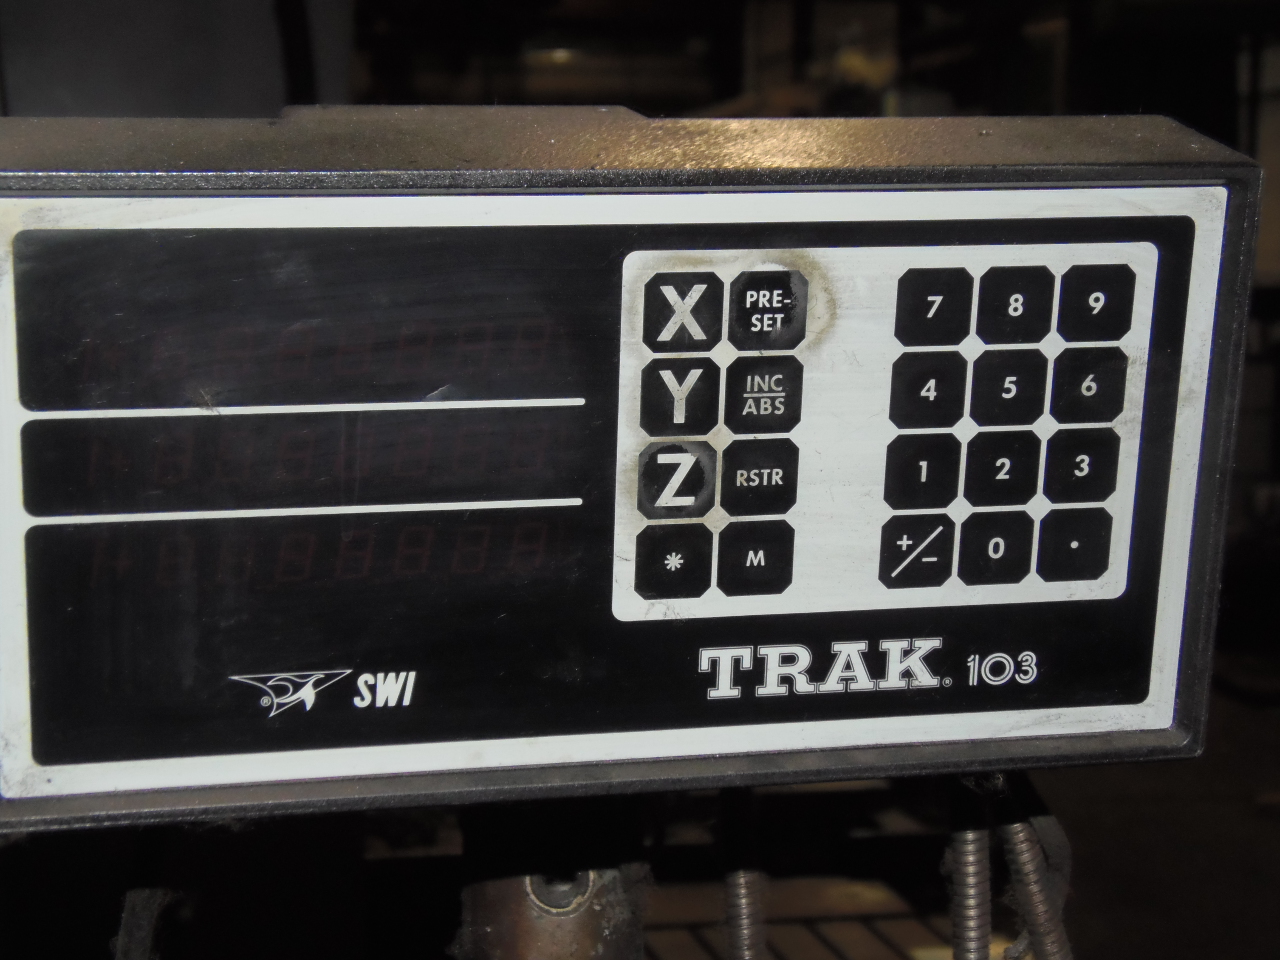 X PRE-SET 7 8 9
Y INC ABS 4 5 6
Z RSTR 1 2 3
* M +/- 0 .
® SWI TRAK® 103